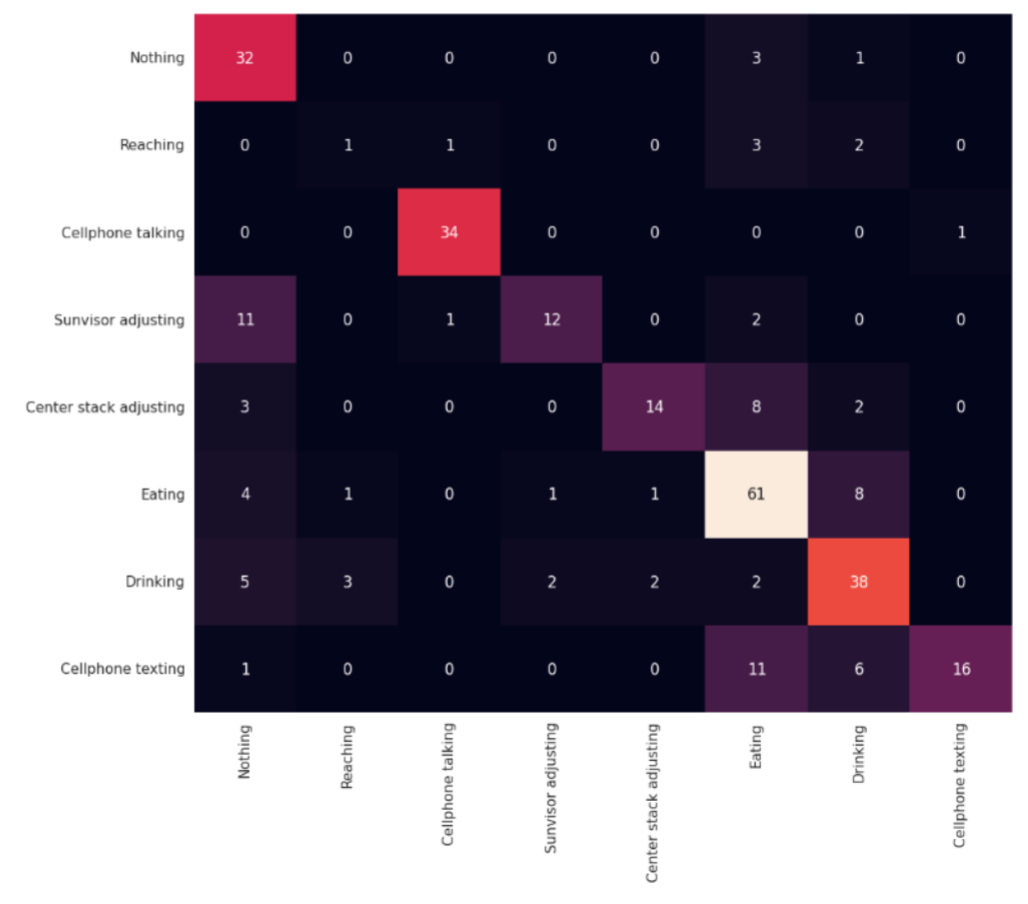 Nothing 32 0 0 0 0 3 1 0
Reaching 0 1 1 0 0 3 2 0
Cellphone talking 0 0 34 0 0 0 0 1
Sunvisor adjusting 11 0 1 12 0 2 0 0
Center stack adjusting 3 0 0 0 14 8 2 0
Eating 4 1 0 1 1 61 8 0
Drinking 5 3 0 2 2 2 38 0
Cellphone texting 1 0 0 0 0 11 6 16
Nothing
Reaching
Cellphone talking
Sunvisor adjusting
Center stack adjusting
Eating
Drinking
Cellphone texting